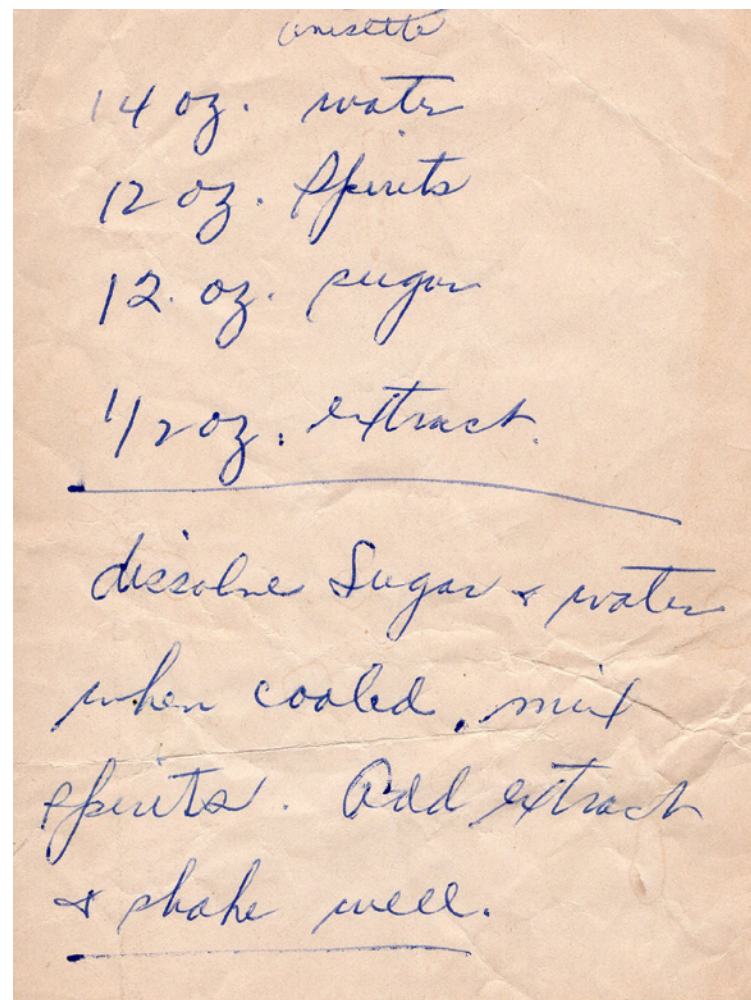 anisette
14 oz. water
12 oz. Spirits
12. oz. sugar
1/2 oz. extract.
dissolve Sugar & water
when cooled, mix
spirits. Add extract
& shake well.